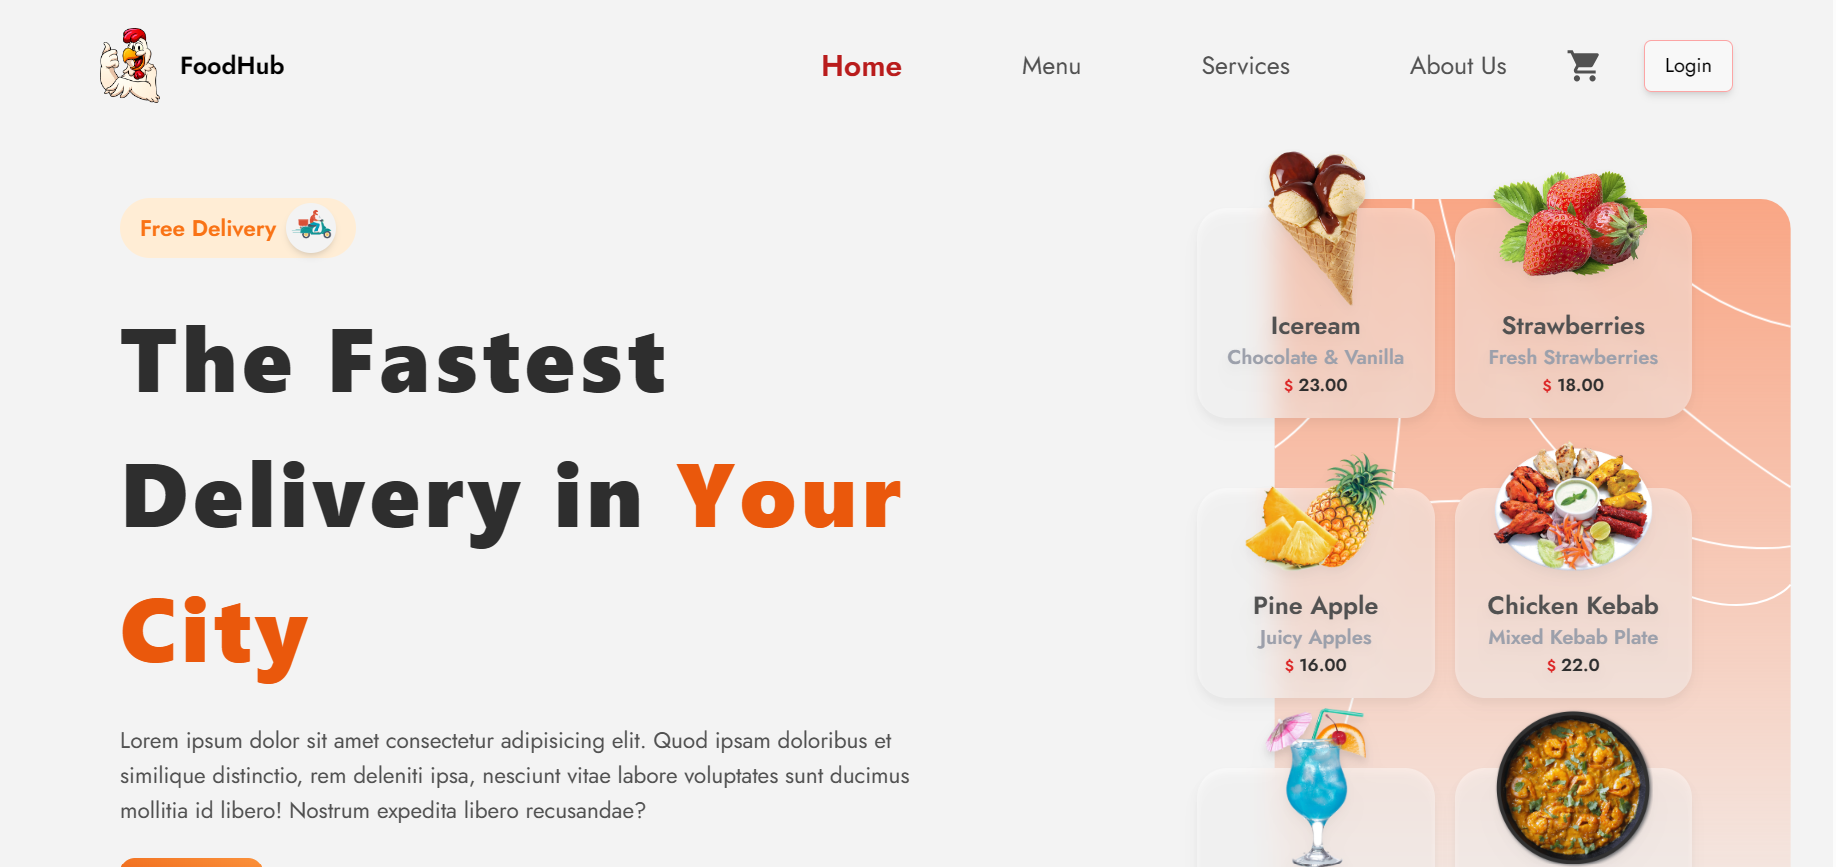 FoodHub
Home
Menu
Services
About Us
Login
Free Delivery
The Fastest
Delivery in Your
City
Lorem ipsum dolor sit amet consectetur adipisicing elit. Quod ipsam doloribus et
similique distinctio, rem deleniti ipsa, nesciunt vitae labore voluptates sunt ducimus
mollitia id libero! Nostrum expedita libero recusandae?
Iceream
Chocolate & Vanilla
$ 23.00
Strawberries
Fresh Strawberries
$ 18.00
Pine Apple
Juicy Apples
$ 16.00
Chicken Kebab
Mixed Kebab Plate
$ 22.0